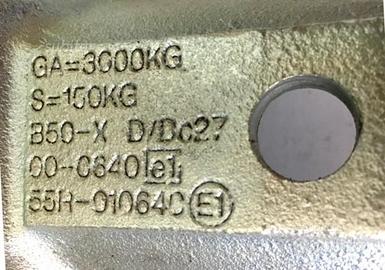 GA=3000KG
S=150KG
B50-X D/Dc27
00-0640 e1
55R-010640 E1